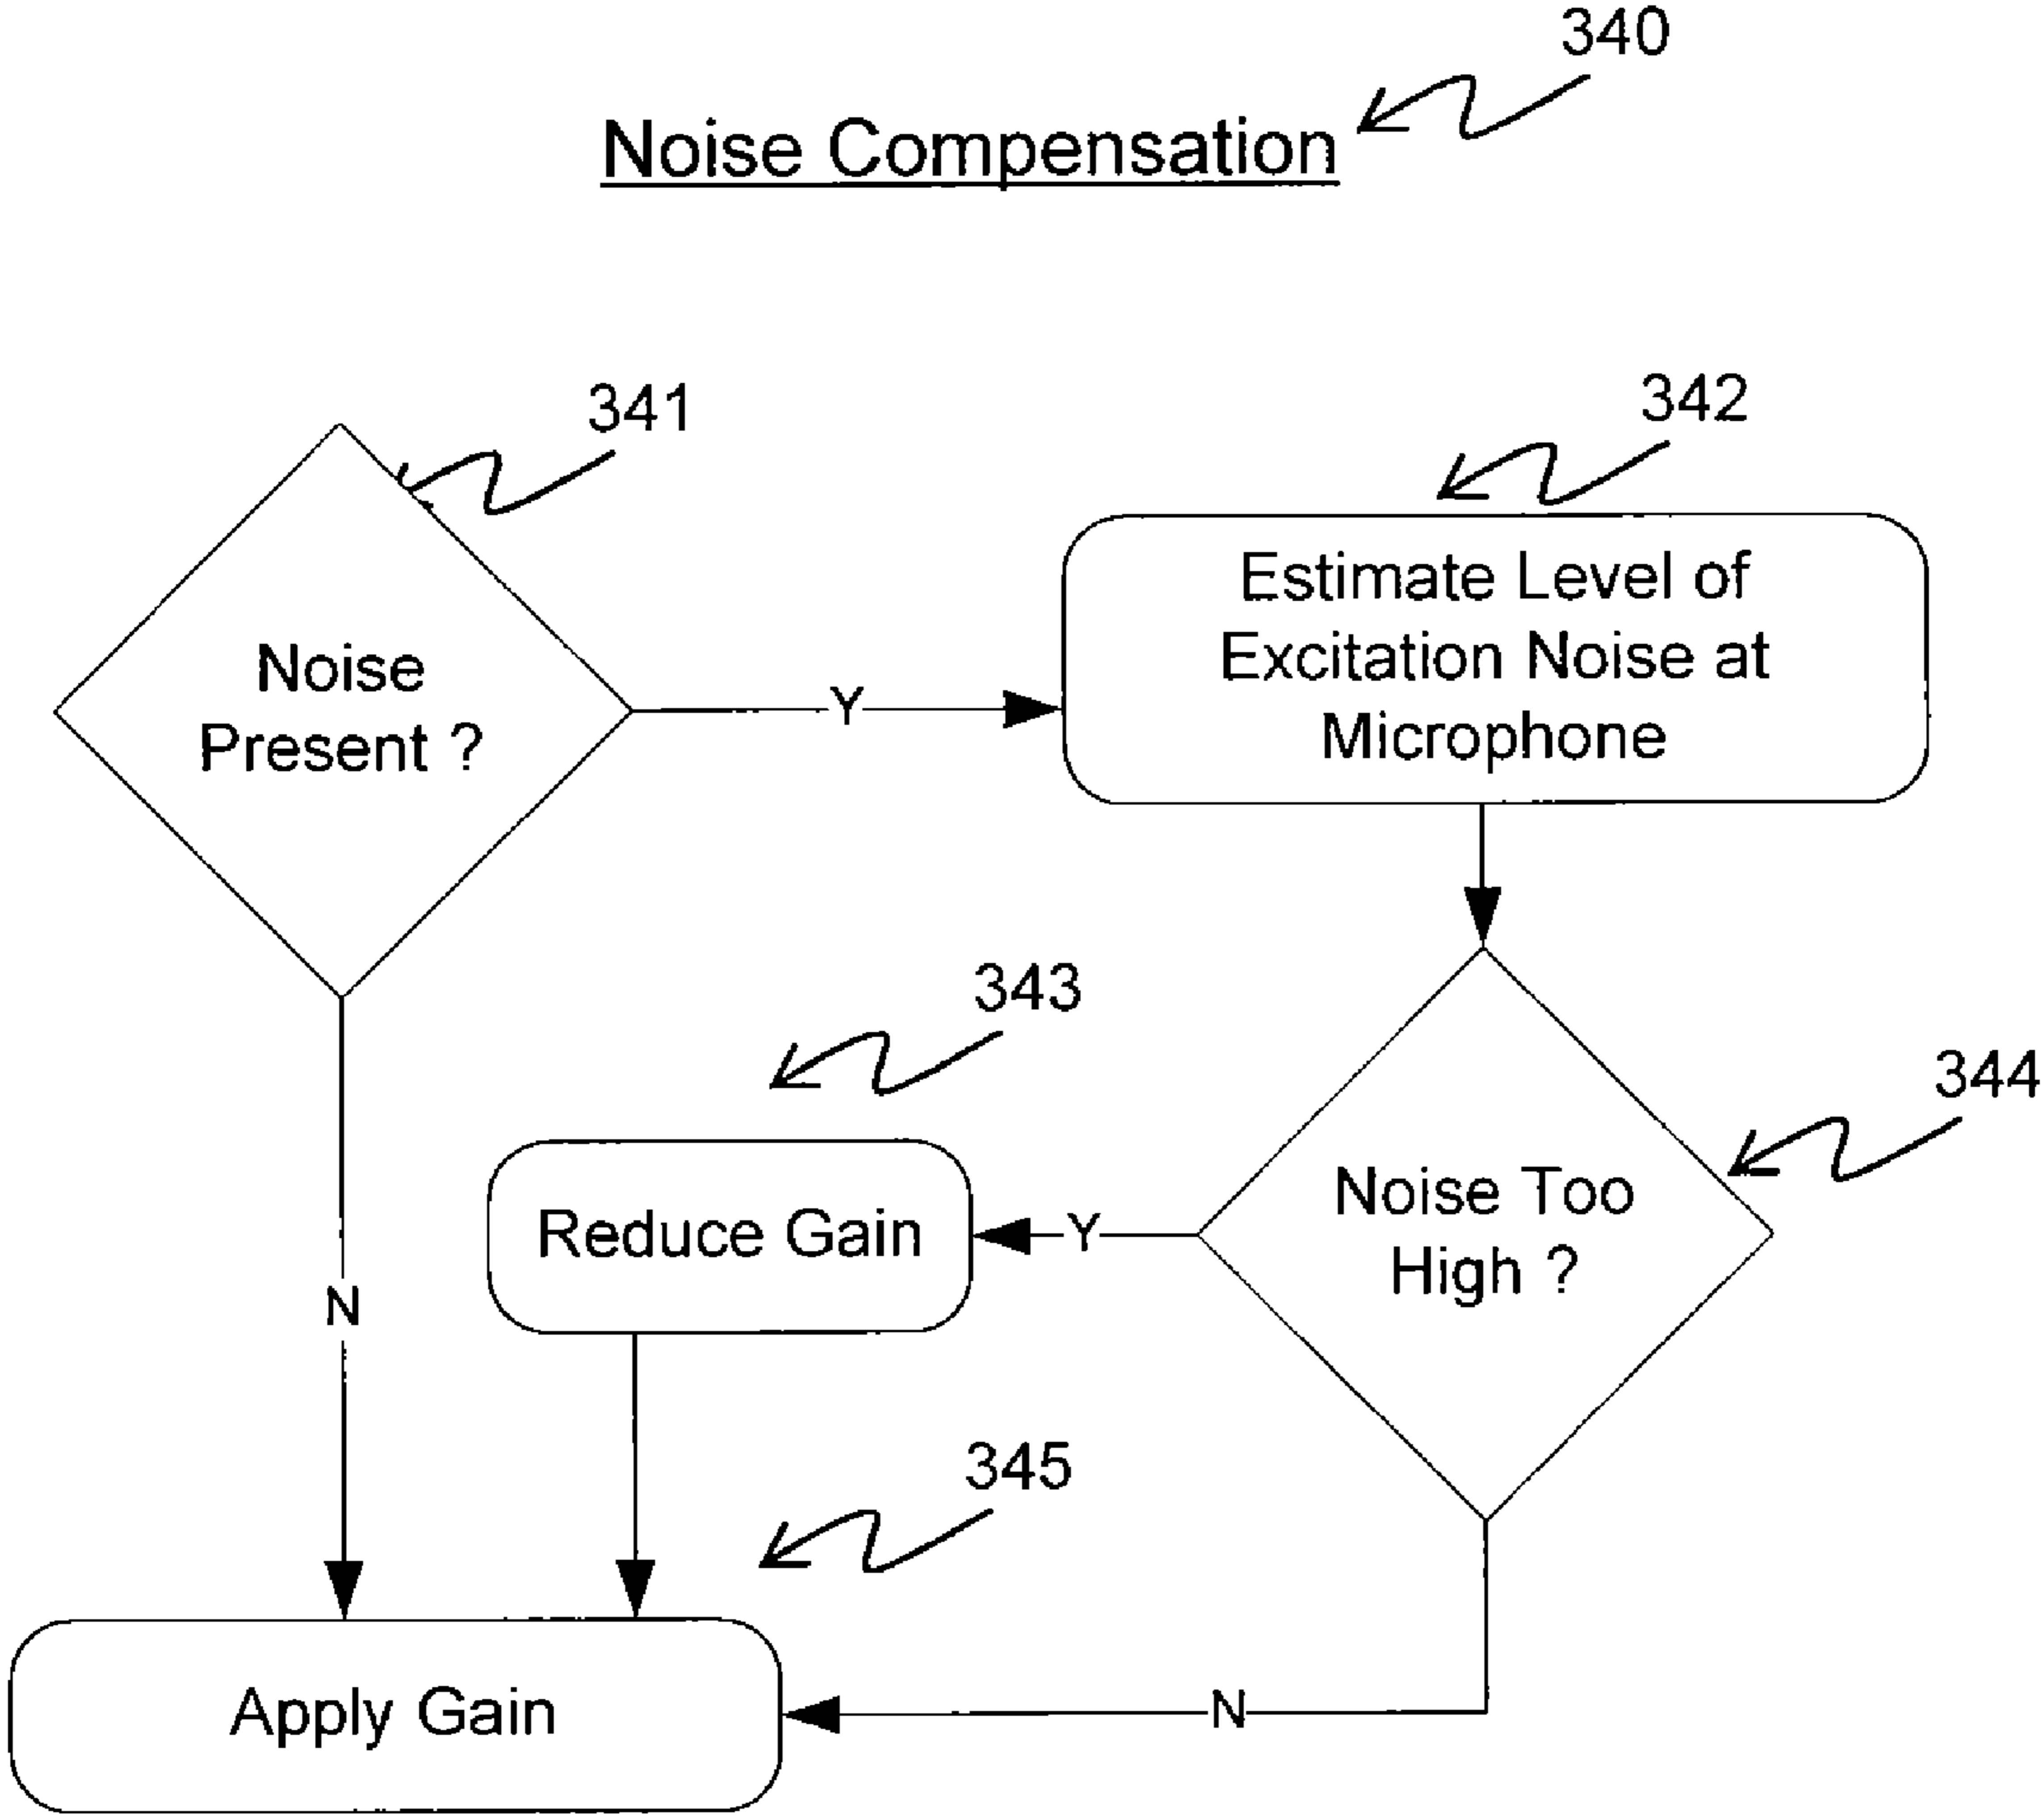 340
Noise Compensation
341
342
Noise
Present ?
Y
Estimate Level of
Excitation Noise at
Microphone
343
344
Reduce Gain
Y
Noise Too
High ?
N
345
Apply Gain
N